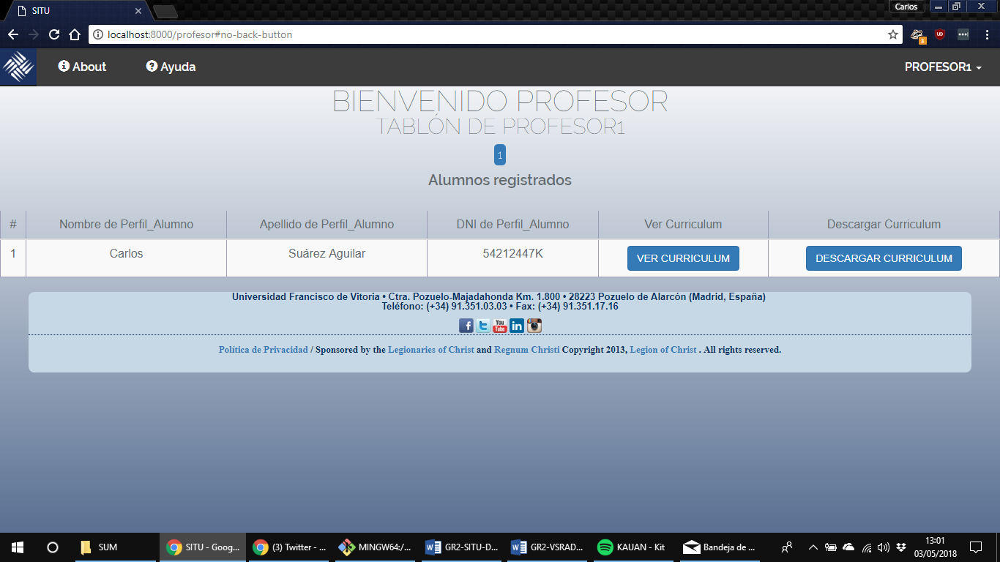 SITU
Carlos
localhost:8000/profesor#no-back-button
3
UD
About Ayuda PROFESOR1
BIENVENIDO PROFESOR
TABLÓN DE PROFESOR1
1
Alumnos registrados
# Nombre de Perfil_Alumno Apellido de Perfil_Alumno DNI de Perfil_Alumno Ver Curriculum Descargar Curriculum
1 Carlos Suárez Aguilar 54212447K VER CURRICULUM DESCARGAR CURRICULUM
Universidad Francisco de Vitoria • Ctra. Pozuelo-Majadahonda Km. 1.800 • 28223 Pozuelo de Alarcón (Madrid, España)
Teléfono: (+34) 91.351.03.03 • Fax: (+34) 91.351.17.16
You Tube in
Política de Privacidad / Sponsored by the Legionaries of Christ and Regnum Christi Copyright 2013, Legion of Christ . All rights reserved.
SUM SITU - Goog... (3) Twitter - ... MINGW64:/... GR2-SITU-D... GR2-VSRAD... KAUAN - Kit Bandeja de ... 13:01
03/05/2018